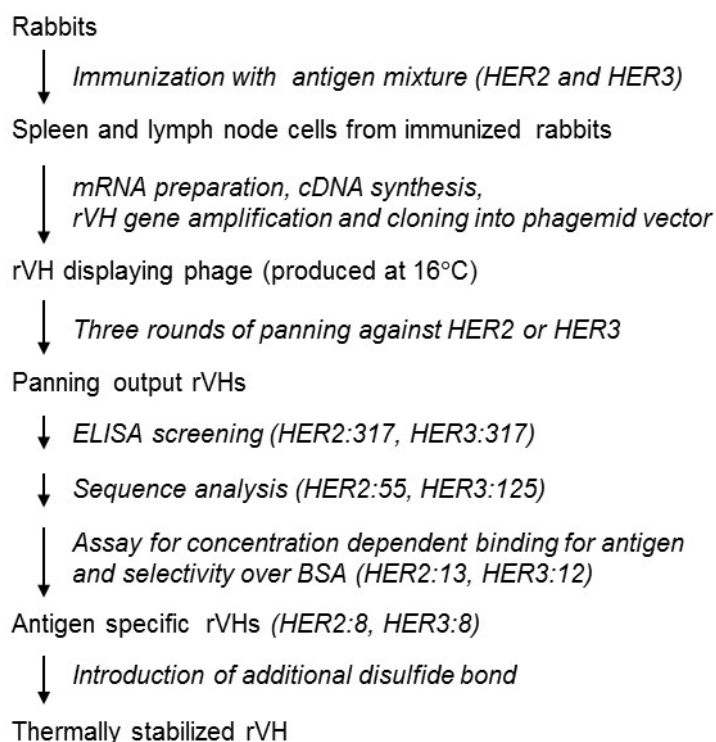 Rabbits
Immunization with antigen mixture (HER2 and HER3)
Spleen and lymph node cells from immunized rabbits
mRNA preparation, cDNA synthesis,
rVH gene amplification and cloning into phagemid vector
rVH displaying phage (produced at 16°C)
Three rounds of panning against HER2 or HER3
Panning output rVHs
ELISA screening (HER2:317, HER3:317)
Sequence analysis (HER2:55, HER3:125)
Assay for concentration dependent binding for antigen
and selectivity over BSA (HER2:13, HER3:12)
Antigen specific rVHs (HER2:8, HER3:8)
Introduction of additional disulfide bond
Thermally stabilized rVH